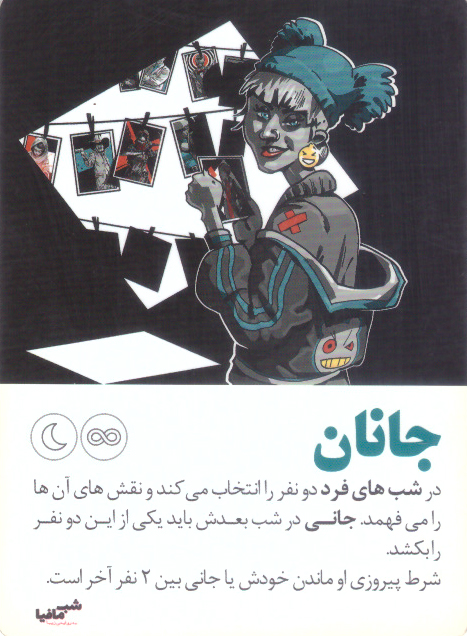 جانان
در شب های فرد دو نفر را انتخاب می کند و نقش های آن ها
را می فهمد. جانی در شب بعدش باید یکی از این دو نفر
را بکشد.
شرط پیروزی او ماندن خودش یا جانی بین ۲ نفر آخر است.
شب
مافیا